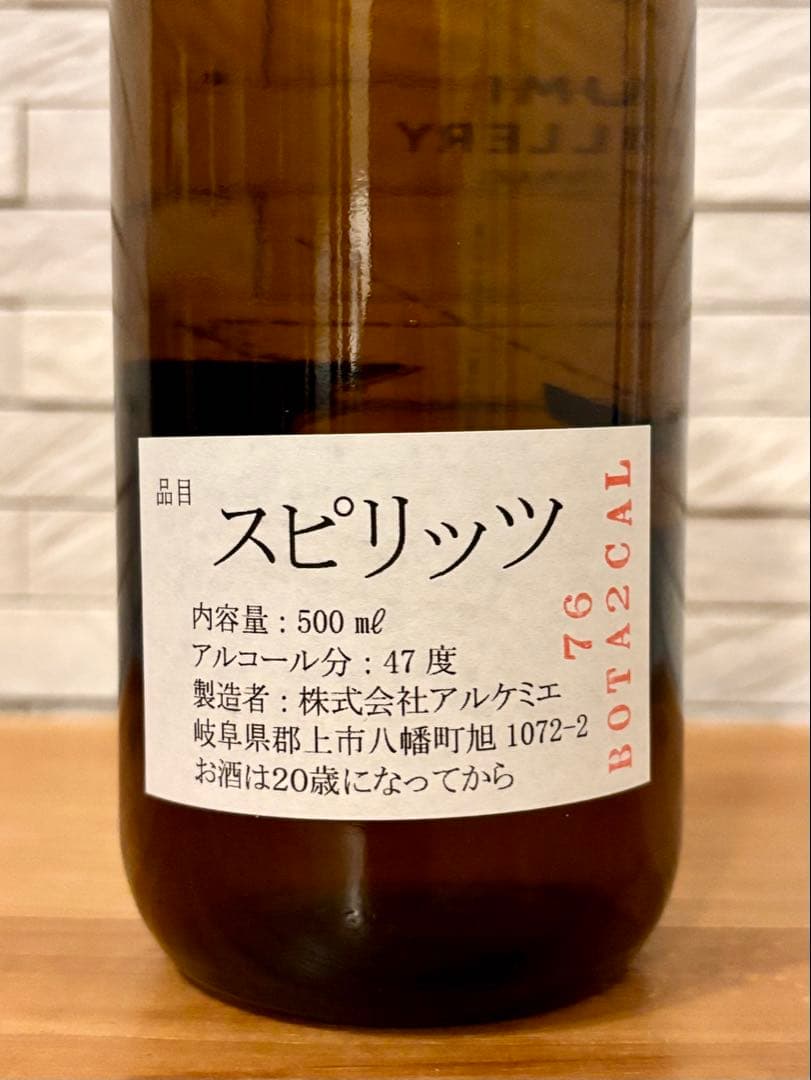 品目
スピリッツ
内容量：500 ㎖
アルコール分：47 度
製造者：株式会社アルケミエ
岐阜県郡上市八幡町旭 1072-2
お酒は20歳になってから
76
BOTA2CAL